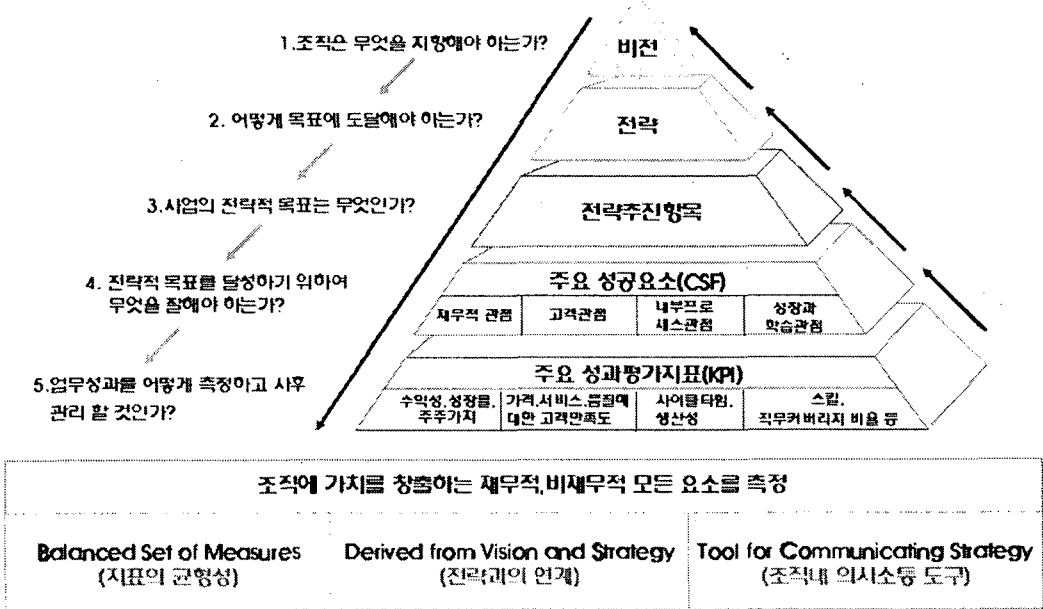 1.조직은 무엇을 지향해야 하는가?
비전
2. 어떻게 목표에 도달해야 하는가?
전략
3.사업의 전략적 목표는 무엇인가?
전략추진항목
4. 전략적 목표를 달성하기 위하여
무엇을 잘해야 하는가?
주요 성공요소(CSF)
재무적 관점
고객관점
내부프로
세스관점
성장과
학습관점
5.업무성과를 어떻게 측정하고 사후
관리 할 것인가?
주요 성과평가지표(KPI)
수익성,성장률,
주주가치
가격,서비스,품질에
대한 고객만족도
사이클타임,
생산성
스킬,
직무커버리지 비율 등
조직에 가치를 창출하는 재무적,비재무적 모든 요소를 측정
Balanced Set of Measures
(지표의 균형성)
Derived from Vision and Strategy
(전략과의 연계)
Tool for Communicating Strategy
(조직내 의사소통 도구)